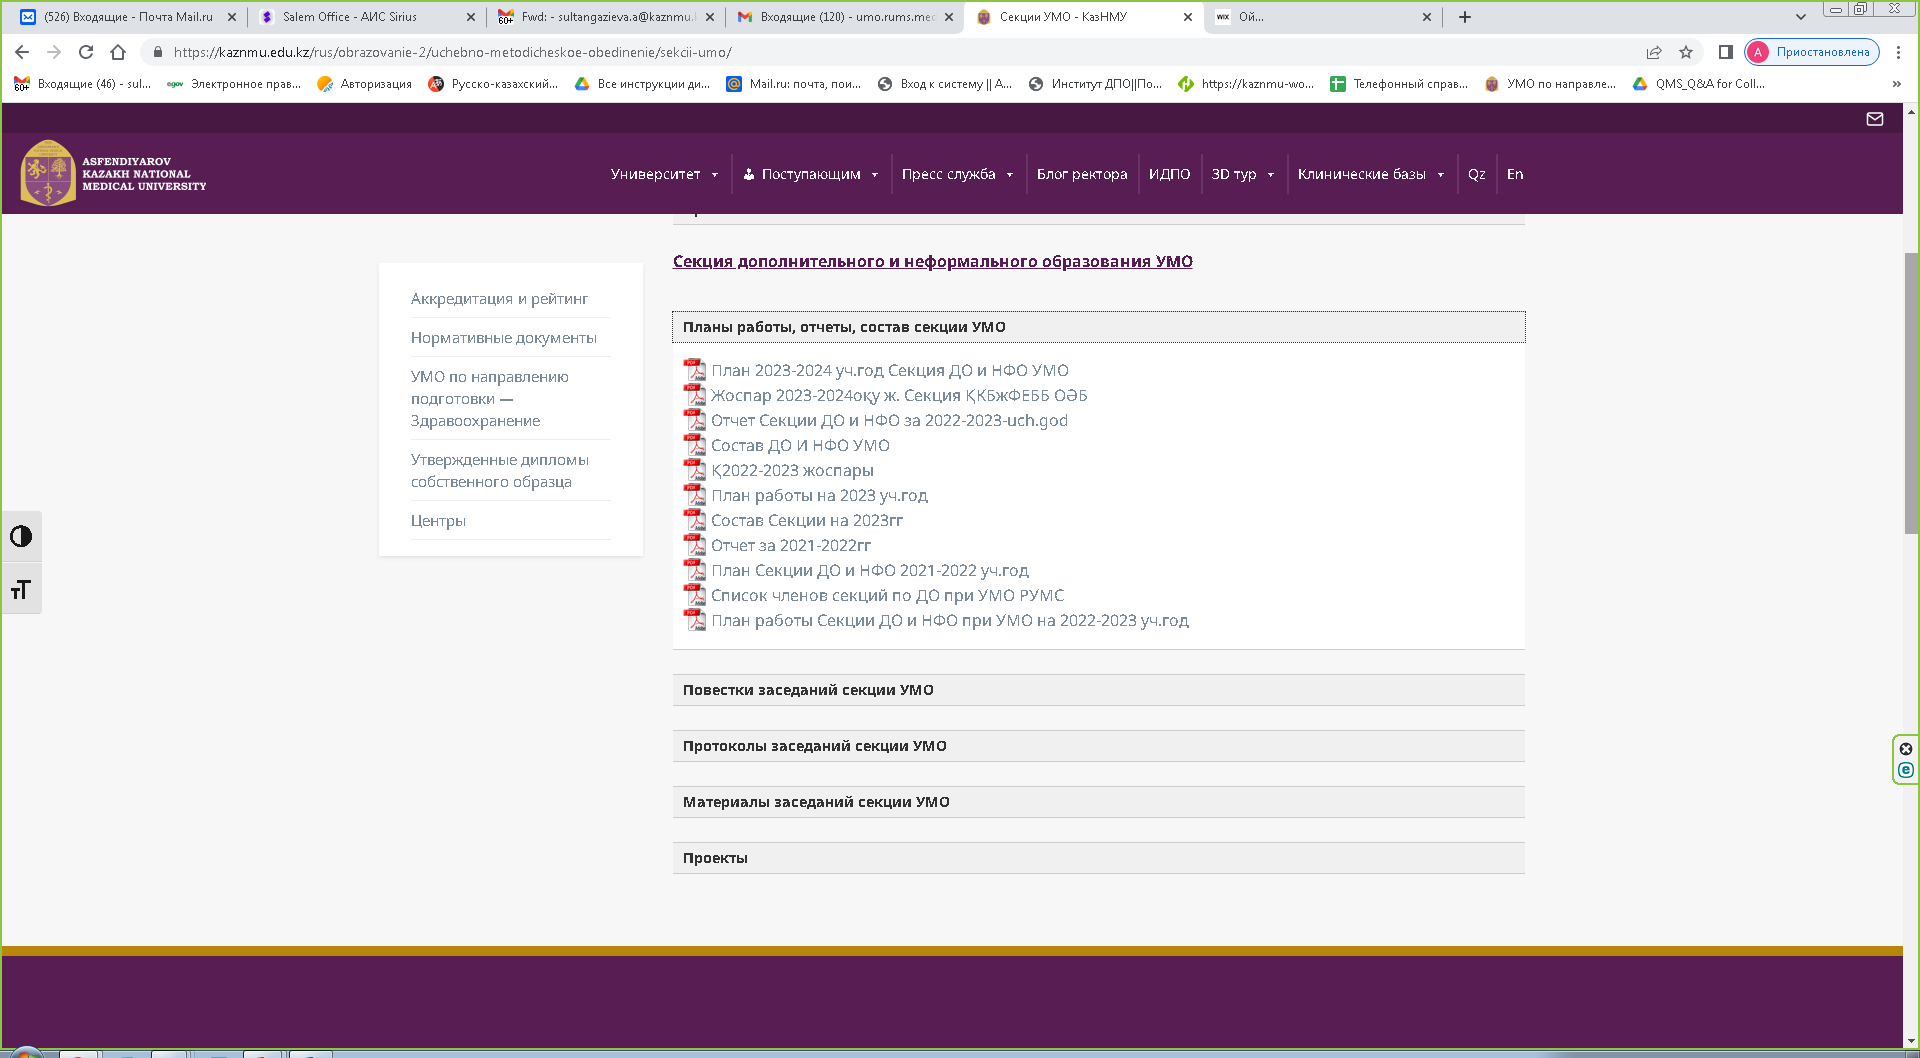 (526) Входящие - Почта Mail.ru
Salem Office - АИС Sirius
Fwd: - sultangazieva.a@kaznmu.
Входящие (120) - umo.rums.med
Секции УМО - КазНМУ
WIX Ой...
https://kaznmu.edu.kz/rus/obrazovanie-2/uchebno-metodicheskoe-obedinenie/sekcii-umo/
A Приостановлена
Входящие (46) - sul...
egov Электронное прав...
Авторизация
Русско-казахский...
Все инструкции ди...
Mail.ru: почта, пои...
Вход к систему || А...
Институт ДПО||По...
https://kaznmu-wo...
Телефонный справ...
УМО по направле...
QMS_Q&A for Coll...
ASFENDIYAROV
KAZAKH NATIONAL
MEDICAL UNIVERSITY
Университет
Поступающим
Пресс служба
Блог ректора
ИДПО
3D тур
Клинические базы
Qz
En
Аккредитация и рейтинг
Нормативные документы
УМО по направлению
подготовки —
Здравоохранение
Утвержденные дипломы
собственного образца
Центры
Секция дополнительного и неформального образования УМО
Планы работы, отчеты, состав секции УМО
План 2023-2024 уч.год Секция ДО и НФО УМО
Жоспар 2023-2024оқу ж. Секция ҚКБжФЕББ ОӘБ
Отчет Секции ДО и НФО за 2022-2023-uch.god
Состав ДО И НФО УМО
Қ2022-2023 жоспары
План работы на 2023 уч.год
Состав Секции на 2023гг
Отчет за 2021-2022гг
План Секции ДО и НФО 2021-2022 уч.год
Список членов секций по ДО при УМО РУМС
План работы Секции ДО и НФО при УМО на 2022-2023 уч.год
Повестки заседаний секции УМО
Протоколы заседаний секции УМО
Материалы заседаний секции УМО
Проекты